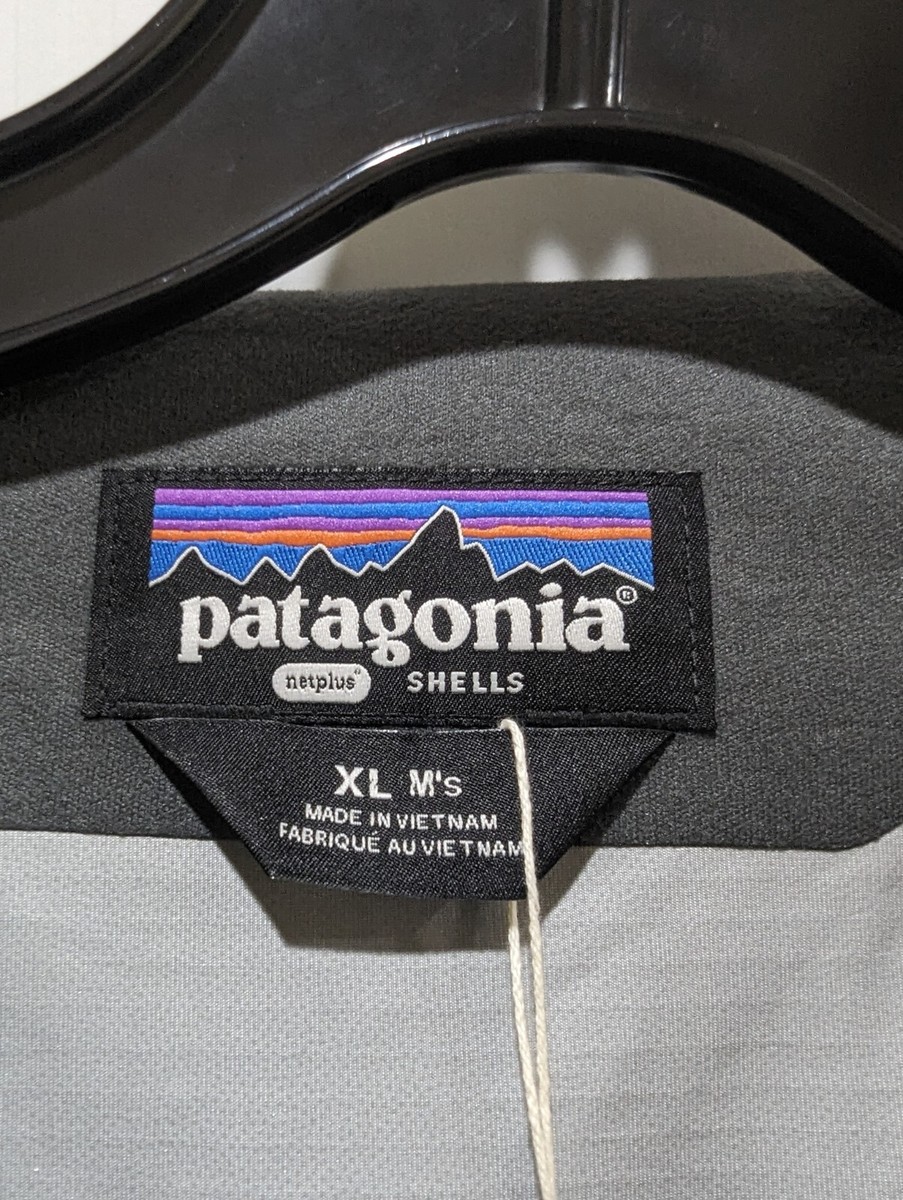 patagonia®
netplus® SHELLS
XL M's
MADE IN VIETNAM
FABRIQUÉ AU VIETNAM